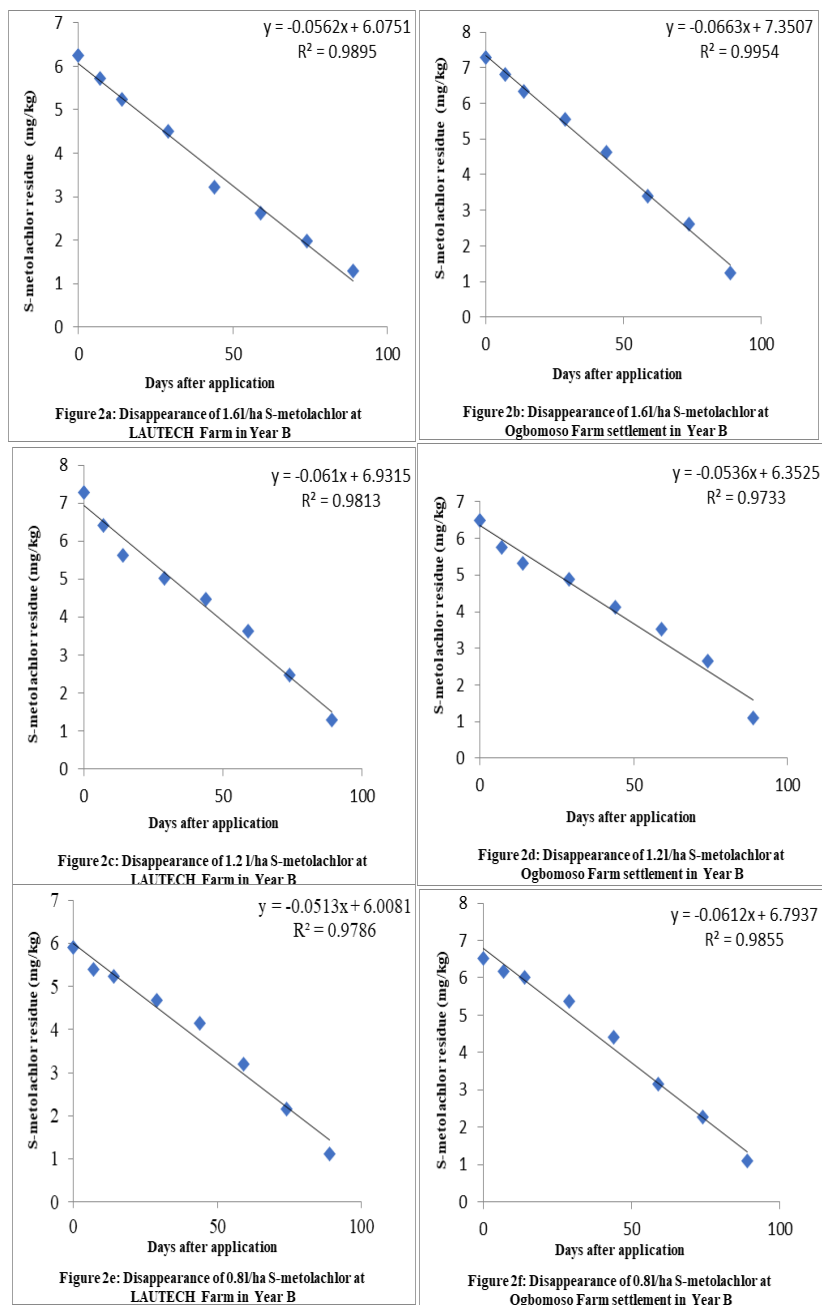 y = -0.0562x + 6.0751
R² = 0.9895
S-metolachlor residue (mg/kg)
7
6
5
4
3
2
1
0
0 50 100
Days after application
Figure 2a: Disappearance of 1.6l/ha S-metolachlor at
LAUTECH Farm in Year B
y = -0.0663x + 7.3507
R² = 0.9954
S-metolachlor residue (mg/kg)
8
7
6
5
4
3
2
1
0
0 50 100
Days after application
Figure 2b: Disappearance of 1.6l/ha S-metolachlor at
Ogbomoso Farm settlement in Year B
y = -0.061x + 6.9315
R² = 0.9813
S-metolachlor residue (mg/kg)
8
7
6
5
4
3
2
1
0
0 50 100
Days after application
Figure 2c: Disappearance of 1.2 l/ha S-metolachlor at
LAUTECH Farm in Year B
y = -0.0536x + 6.3525
R² = 0.9733
S-metolachlor residue (mg/kg)
7
6
5
4
3
2
1
0
0 50 100
Days after application
Figure 2d: Disappearance of 1.2l/ha S-metolachlor at
Ogbomoso Farm settlement in Year B
y = -0.0513x + 6.0081
R² = 0.9786
S-metolachlor residue (mg/kg)
7
6
5
4
3
2
1
0
0 50 100
Days after application
Figure 2e: Disappearance of 0.8l/ha S-metolachlor at
LAUTECH Farm in Year B
y = -0.0612x + 6.7937
R² = 0.9855
S-metolachlor residue (mg/kg)
8
7
6
5
4
3
2
1
0
0 50 100
Days after application
Figure 2f: Disappearance of 0.8l/ha S-metolachlor at
Ogbomoso Farm settlement in Year B